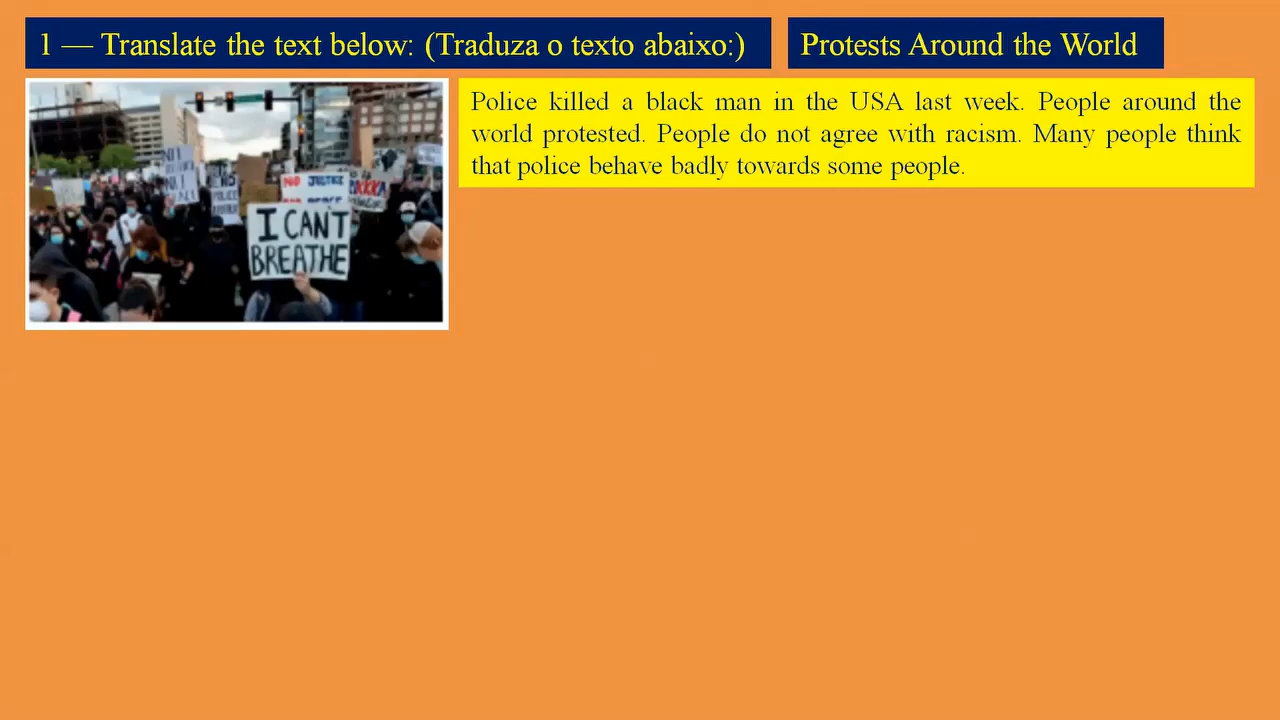 1 — Translate the text below: (Traduza o texto abaixo:)
Protests Around the World
Police killed a black man in the USA last week. People around the
world protested. People do not agree with racism. Many people think
that police behave badly towards some people.
NO JUSTICE
I CAN'T
BREATHE